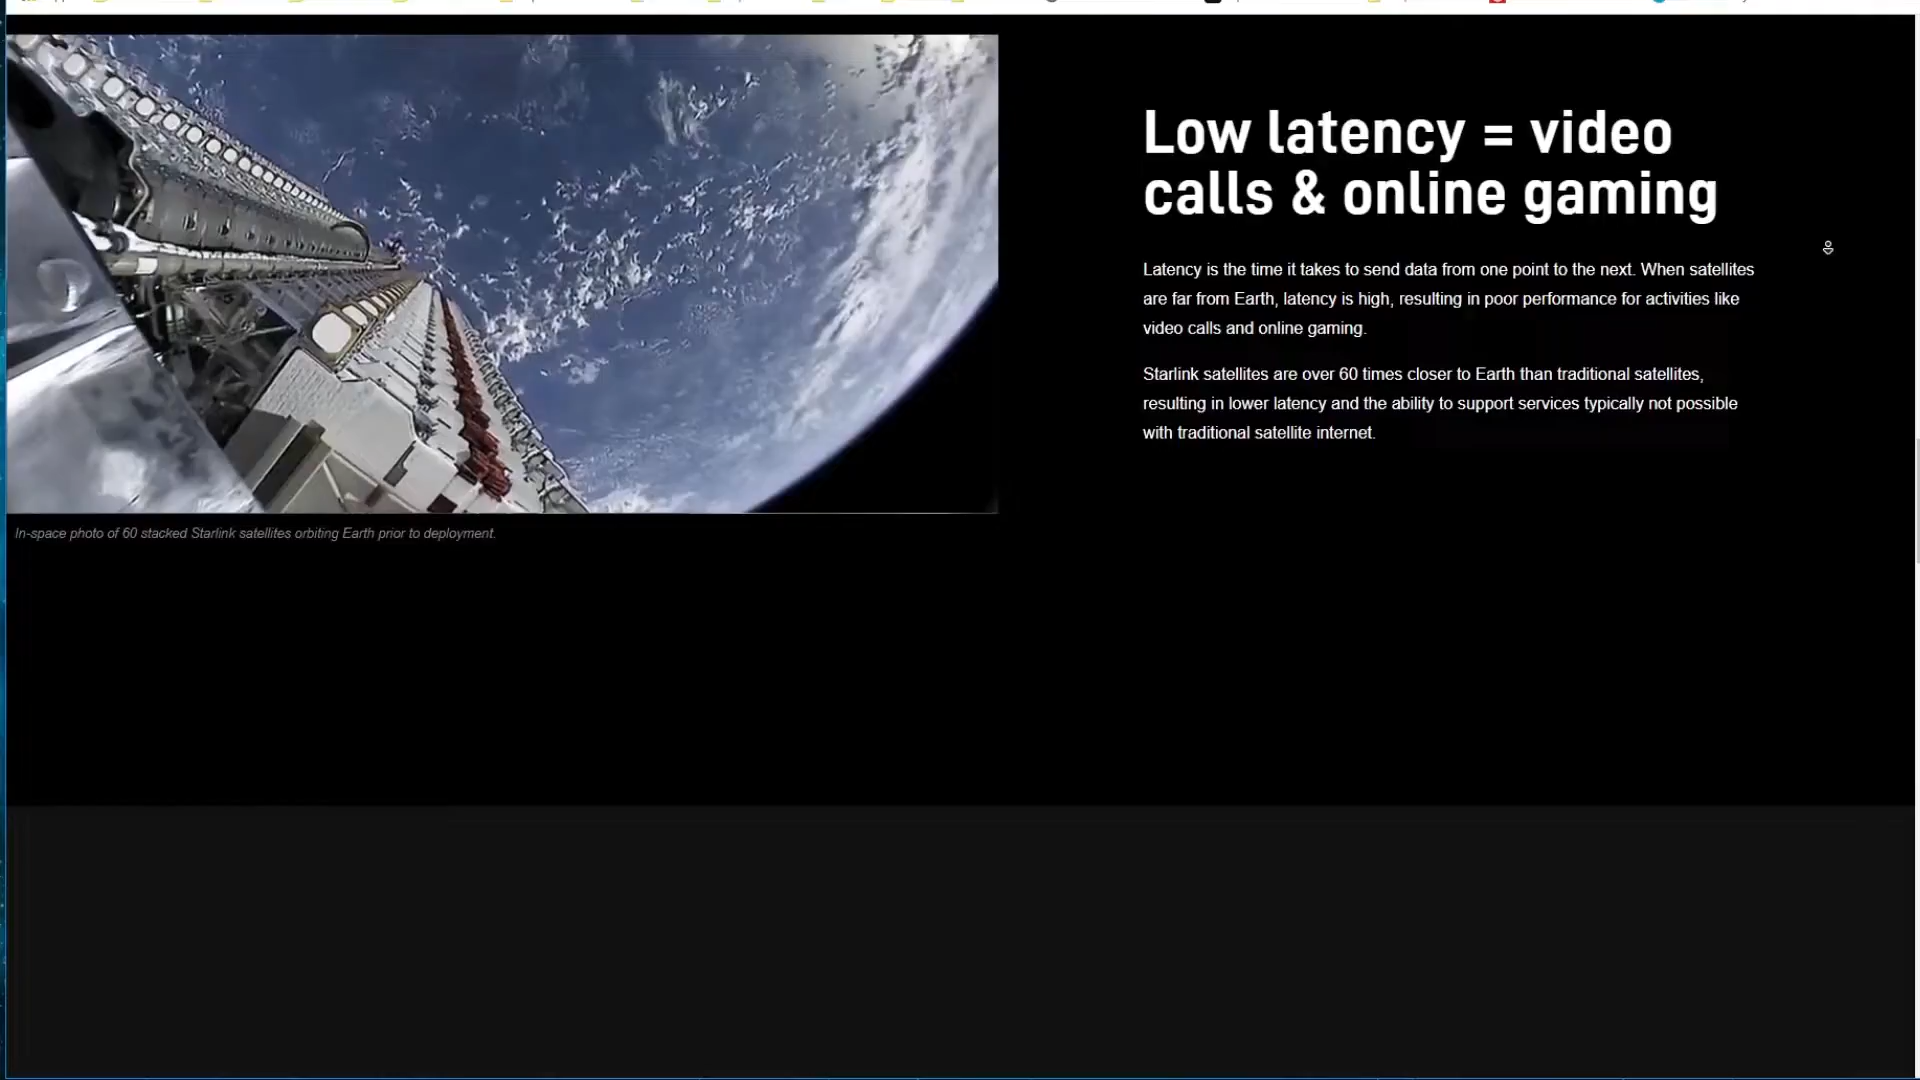 Low latency = video
calls & online gaming
Latency is the time it takes to send data from one point to the next. When satellites
are far from Earth, latency is high, resulting in poor performance for activities like
video calls and online gaming.
Starlink satellites are over 60 times closer to Earth than traditional satellites,
resulting in lower latency and the ability to support services typically not possible
with traditional satellite internet.
In-space photo of 60 stacked Starlink satellites orbiting Earth prior to deployment.